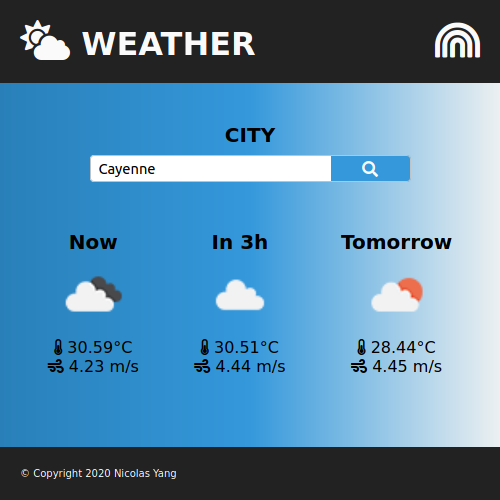 WEATHER
CITY
Cayenne
Now In 3h Tomorrow
30.59°C 30.51°C 28.44°C
4.23 m/s 4.44 m/s 4.45 m/s
© Copyright 2020 Nicolas Yang